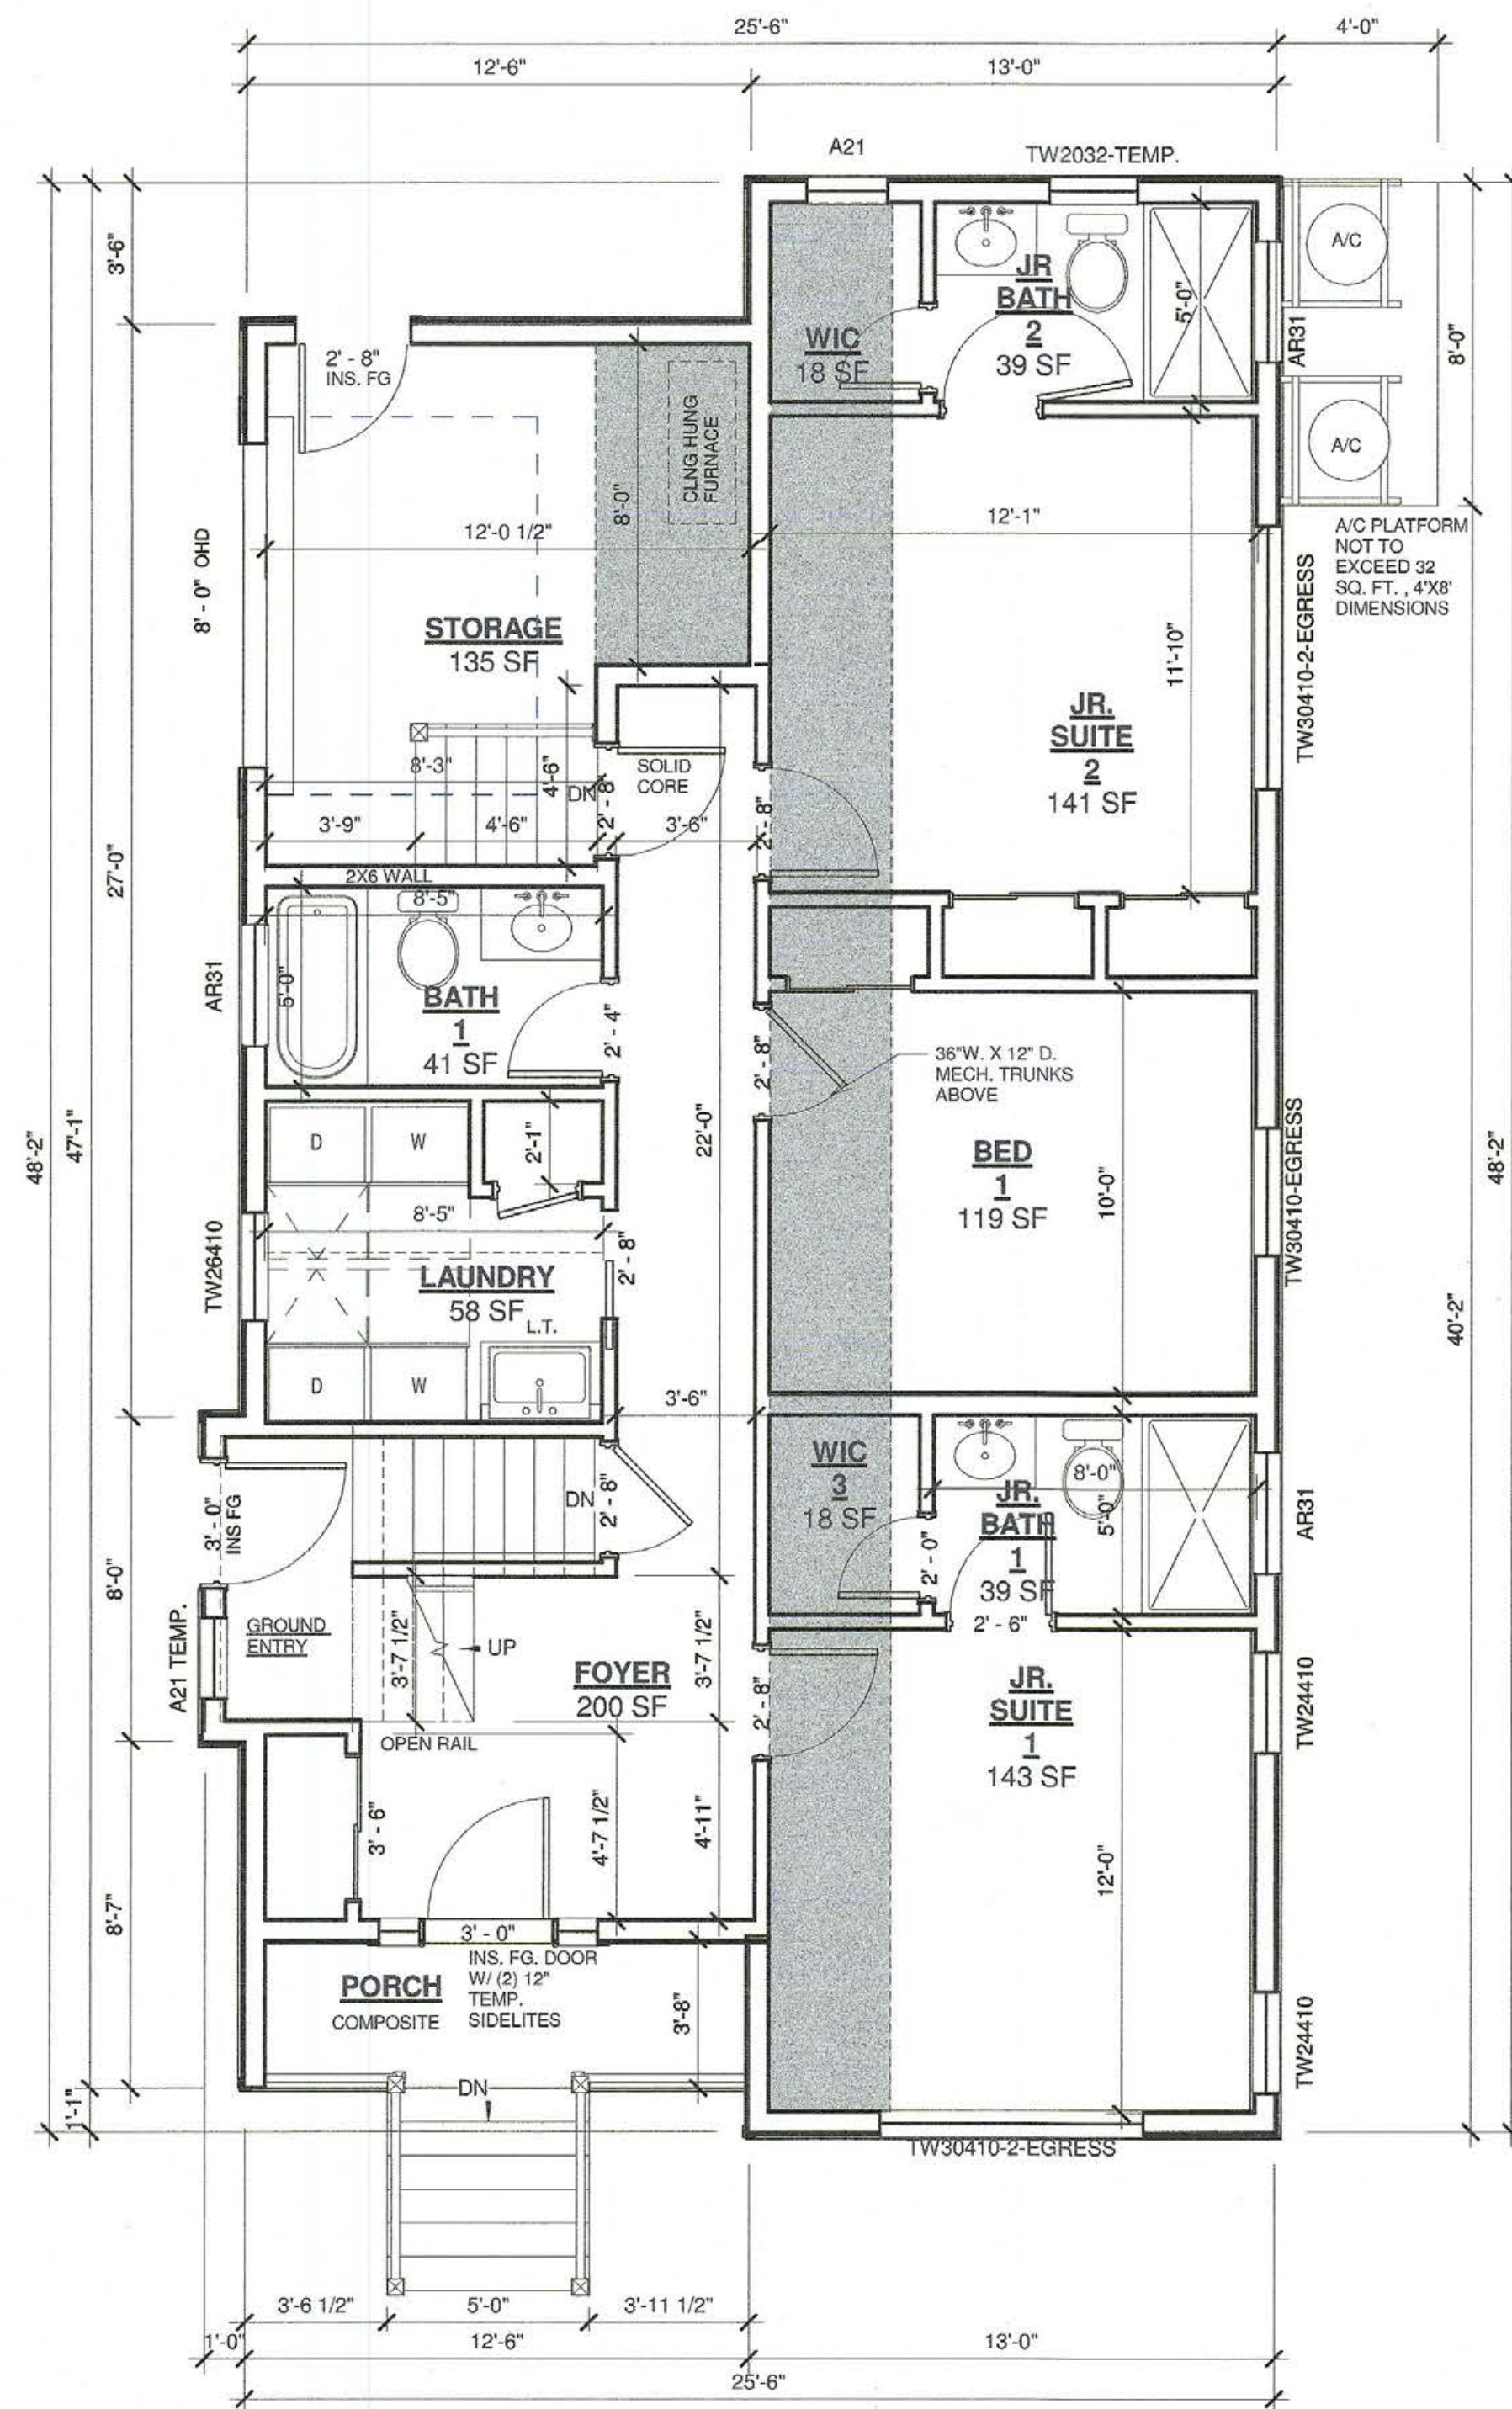 25'-6"
4'-0"
12'-6"
13'-0"
A21
TW2032-TEMP.
3'-6"
2' - 8"
INS. FG
WIC
18 SF
JR
BATH
2
39 SF
5'-0"
A/C
AR31
8'-0"
A/C
CLNG HUNG
FURNACE
8'-0"
12'-0 1/2"
12'-1"
8' - 0" OHD
A/C PLATFORM
NOT TO
EXCEED 32
SQ. FT. , 4'X8'
DIMENSIONS
TW30410-2-EGRESS
STORAGE
135 SF
11'-10"
JR.
SUITE
2
141 SF
8'-3"
4'-6"
DN
2' - 8"
SOLID
CORE
3'-9"
4'-6"
3'-6"
2' - 8"
27'-0"
2X6 WALL
8'-5"
AR31
5'-0"
BATH
1
41 SF
2' - 4"
2' - 8"
36"W. X 12" D.
MECH. TRUNKS
ABOVE
48'-2"
47'-1"
D
W
2'-1"
22'-0"
BED
1
119 SF
10'-0"
TW30410-EGRESS
48'-2"
8'-5"
TW26410
LAUNDRY
58 SF
L.T.
2' - 8"
40'-2"
D
W
3'-6"
WIC
3
18 SF
8'-0"
JR.
BATH
1
39 SF
5'-0"
AR31
2' - 0"
2' - 6"
3' - 0"
INS FG
DN
2' - 8"
8'-0"
A21 TEMP.
GROUND
ENTRY
3'-7 1/2"
UP
FOYER
200 SF
3'-7 1/2"
2' - 8"
JR.
SUITE
1
143 SF
TW24410
OPEN RAIL
3' - 6"
4'-7 1/2"
4'-11"
12'-0"
8'-7"
3' - 0"
INS. FG. DOOR
W/ (2) 12"
TEMP.
SIDELITES
PORCH
COMPOSITE
3'-8"
TW24410
DN
1'-1"
TW30410-2-EGRESS
3'-6 1/2"
5'-0"
3'-11 1/2"
1'-0"
12'-6"
13'-0"
25'-6"